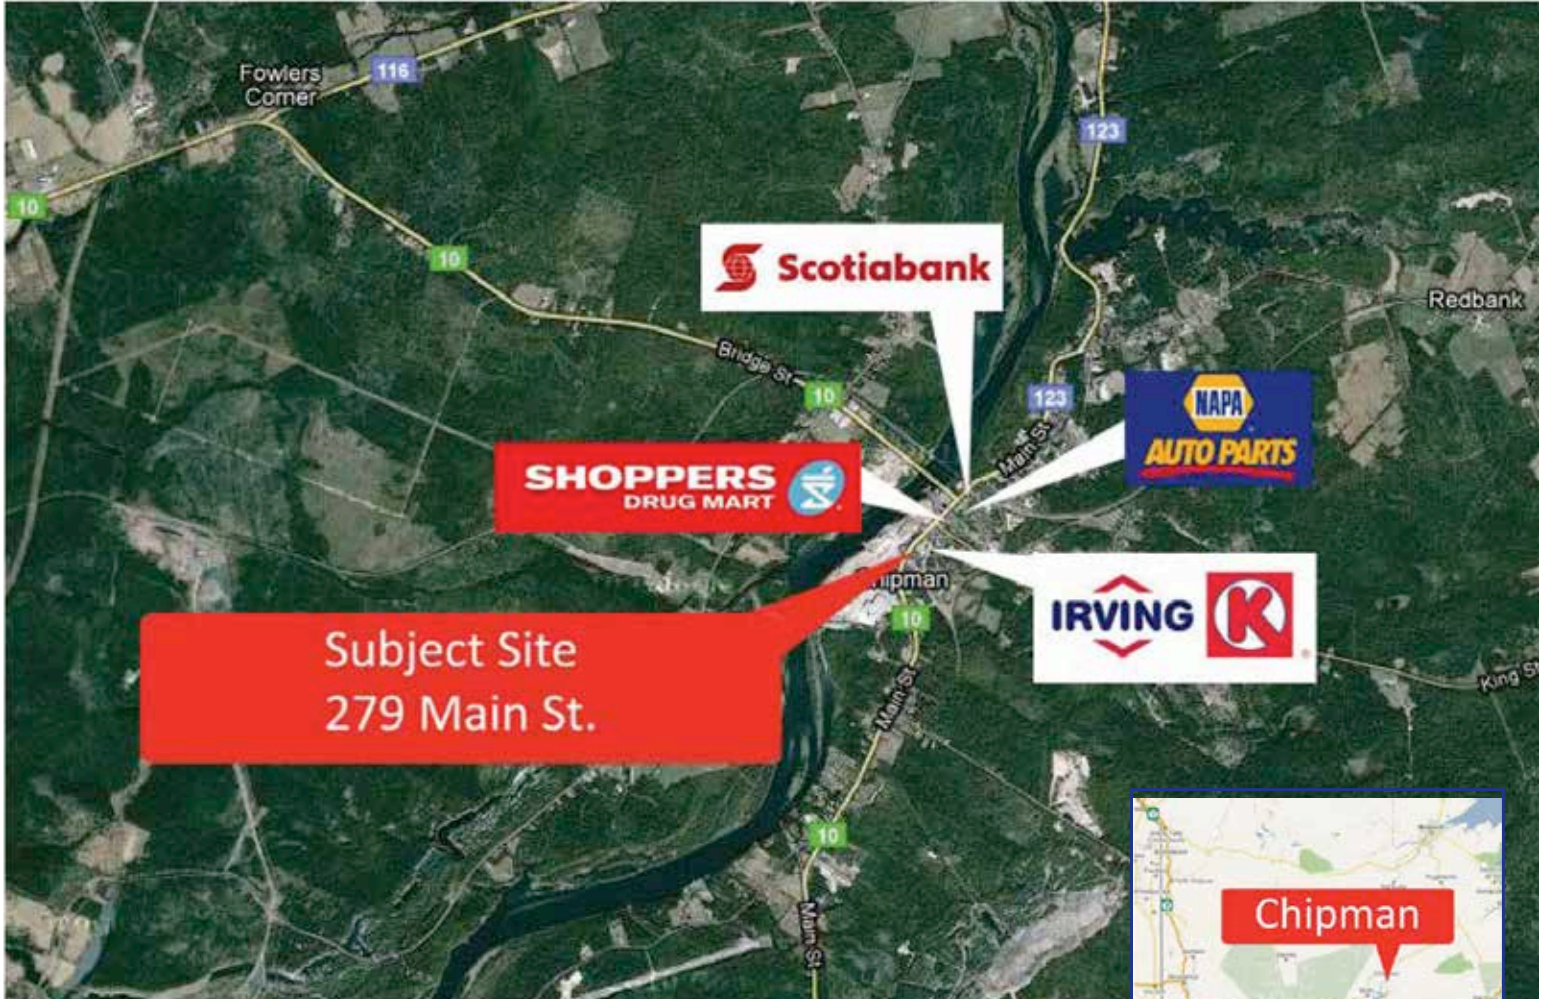 Fowlers
Corner
116
123
10
10
Scotiabank
Redbank
Bridge St
10
123
NAPA
AUTO PARTS
Main St
SHOPPERS
DRUG MART
hipman
IRVING K
10
Subject Site
279 Main St.
King St
Main St
10
Main St
Chipman